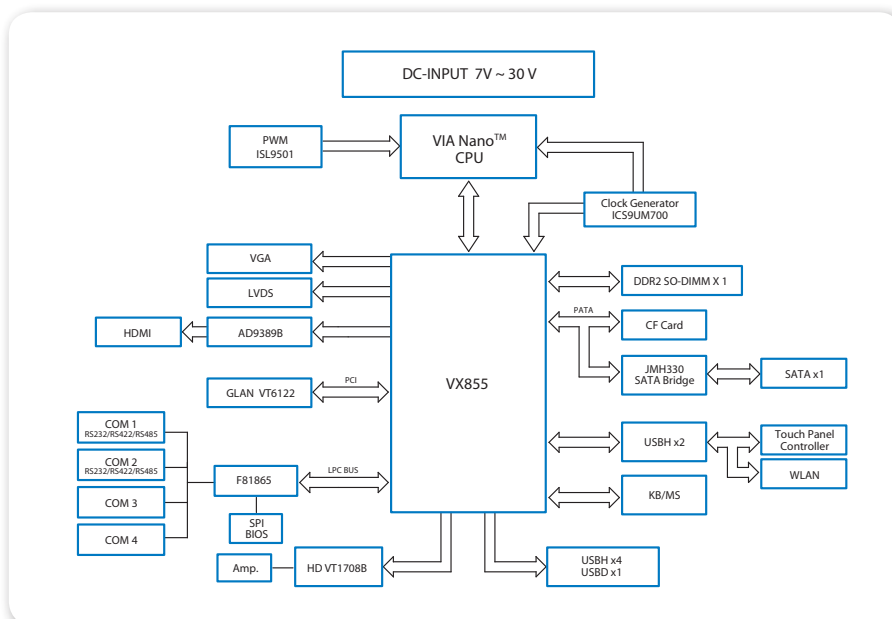 DC-INPUT 7V ~ 30 V
PWM
ISL9501
VIA Nano™
CPU
Clock Generator
ICS9UM700
VGA
LVDS
HDMI
AD9389B
DDR2 SO-DIMM X 1
PATA
CF Card
JMH330
SATA Bridge
SATA x1
PCI
GLAN VT6122
VX855
COM 1
RS232/RS422/RS485
COM 2
RS232/RS422/RS485
COM 3
COM 4
F81865
LPC BUS
SPI
BIOS
USBH x2
Touch Panel
Controller
WLAN
KB/MS
Amp.
HD VT1708B
USBH x4
USBD x1